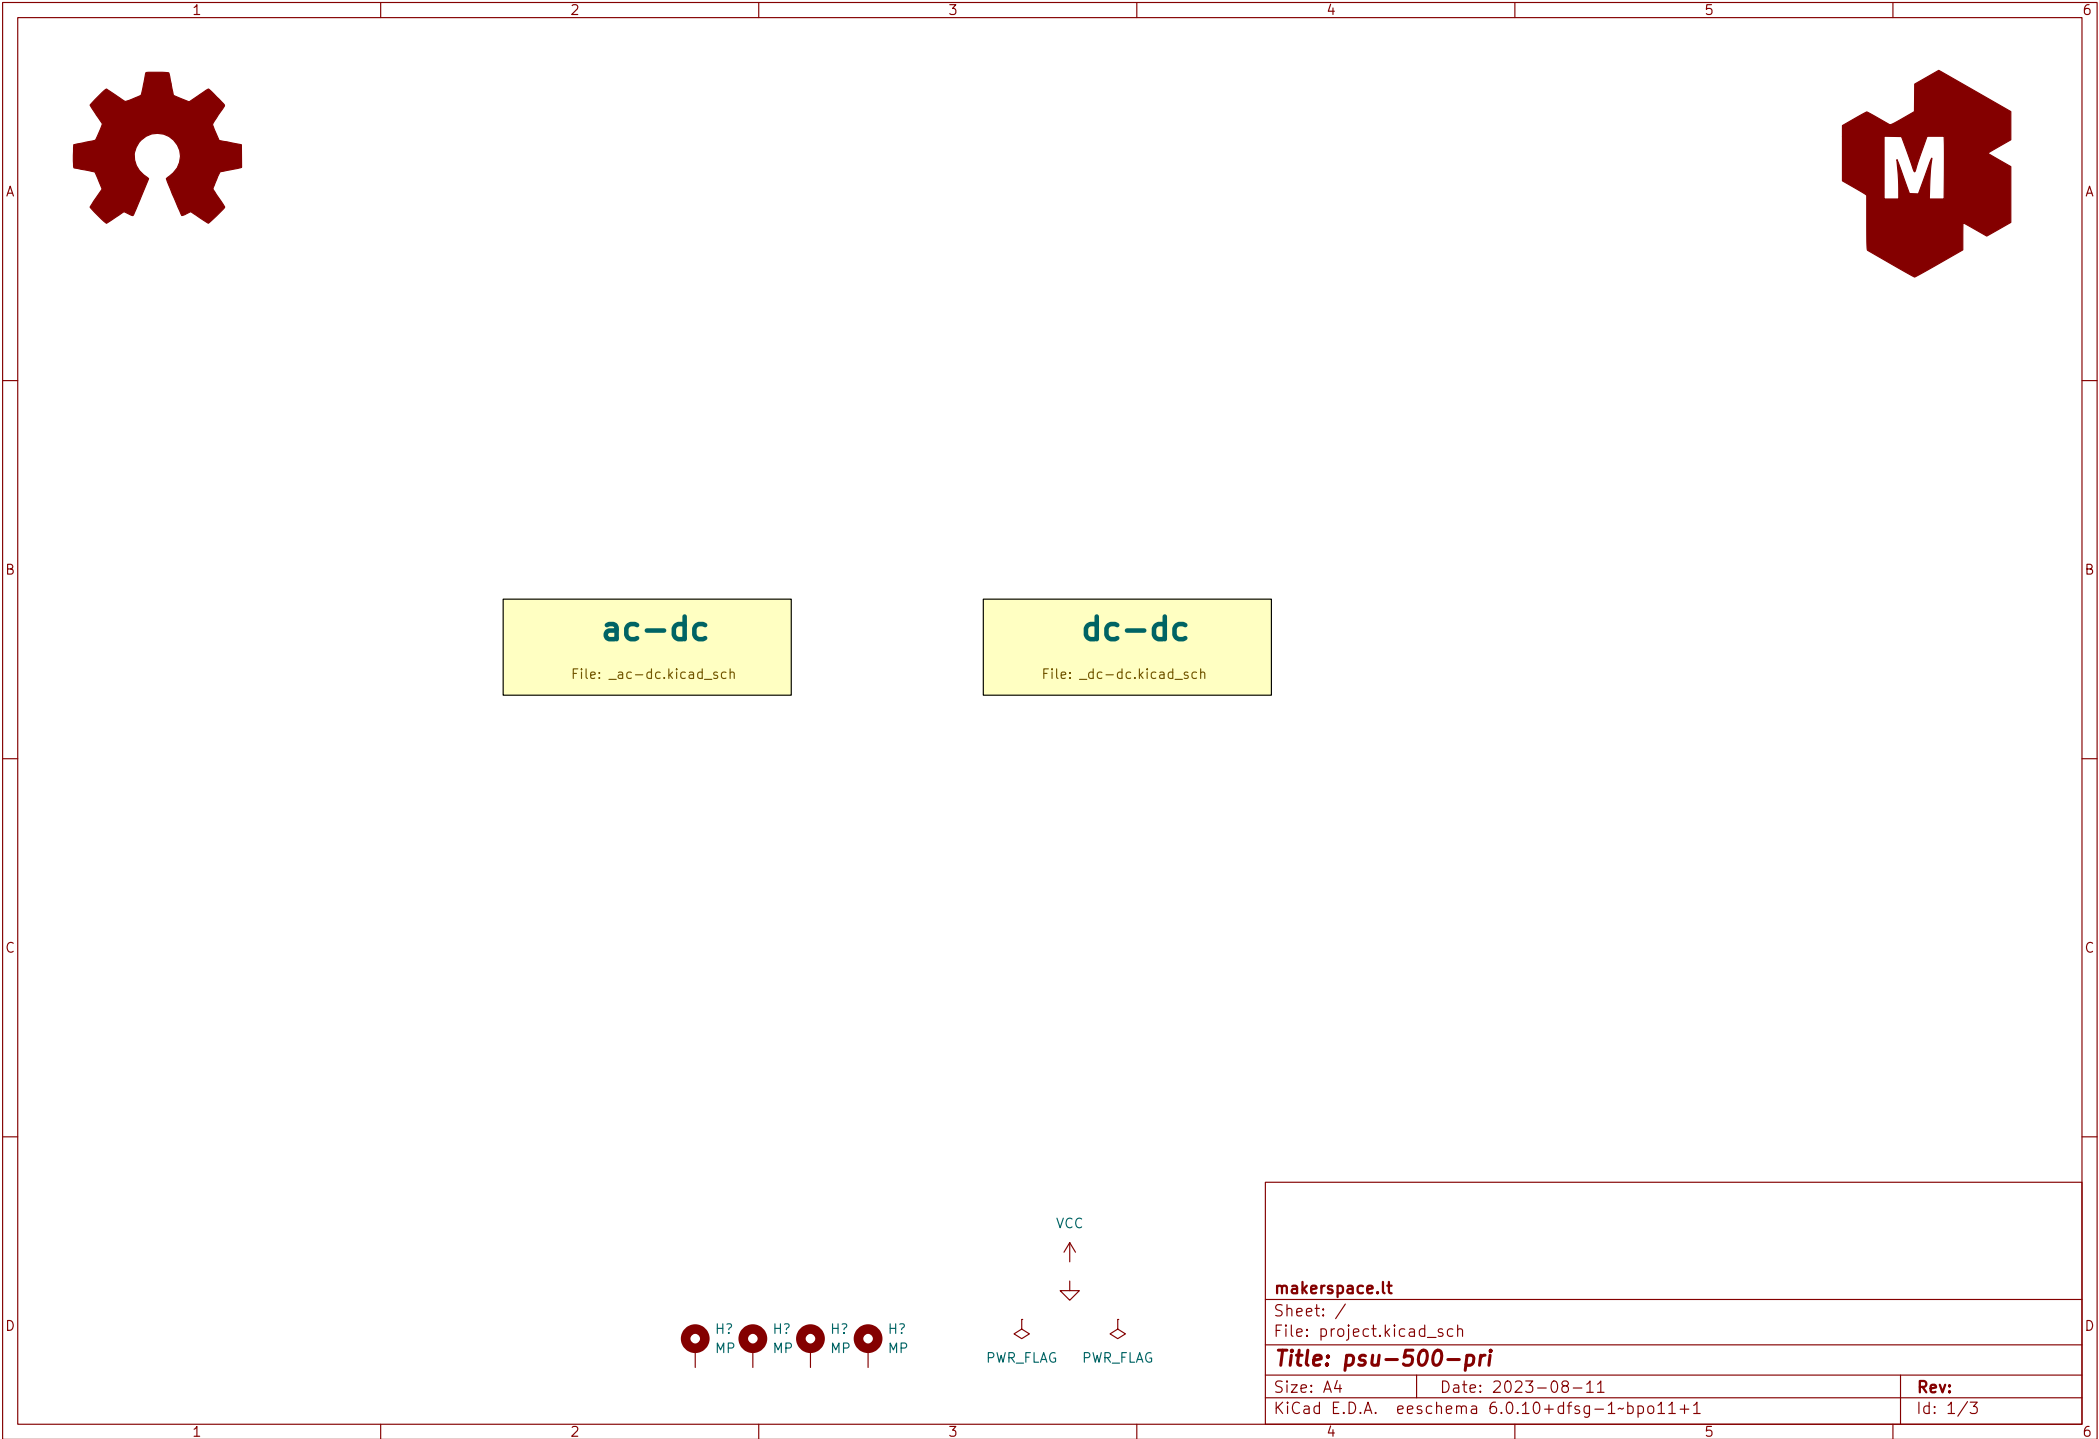 1 2 3 4 5 6
M
A A
B B
ac-dc
dc-dc
File: _ac-dc.kicad_sch
File: _dc-dc.kicad_sch
C C
VCC
makerspace.lt
Sheet: /
File: project.kicad_sch
D D
H? H? H? H?
MP MP MP MP
PWR_FLAG PWR_FLAG
Title: psu-500-pri
Size: A4 Date: 2023-08-11 Rev:
KiCad E.D.A. eeschema 6.0.10+dfsg-1~bpo11+1 Id: 1/3
1 2 3 4 5 6